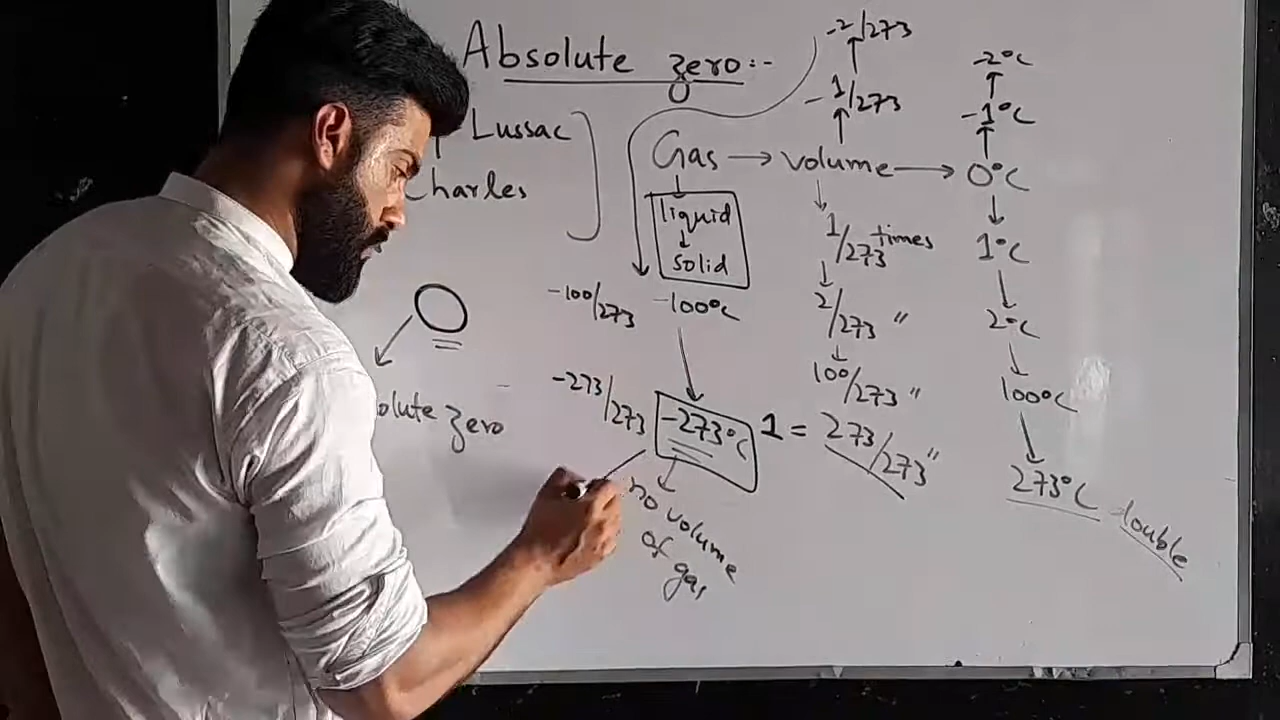 Absolute zero:-
Lussac
Charles
-2/273
-1/273
-2°C
-1°C
Gas → volume → 0°C
liquid
solid
1/273 times
1°C
-100/273 -100°C
2/273 "
2°C
100/273 "
100°C
-273/273 -273°C
1 = 273/273"
273°C double
olute zero
no volume
of
gas